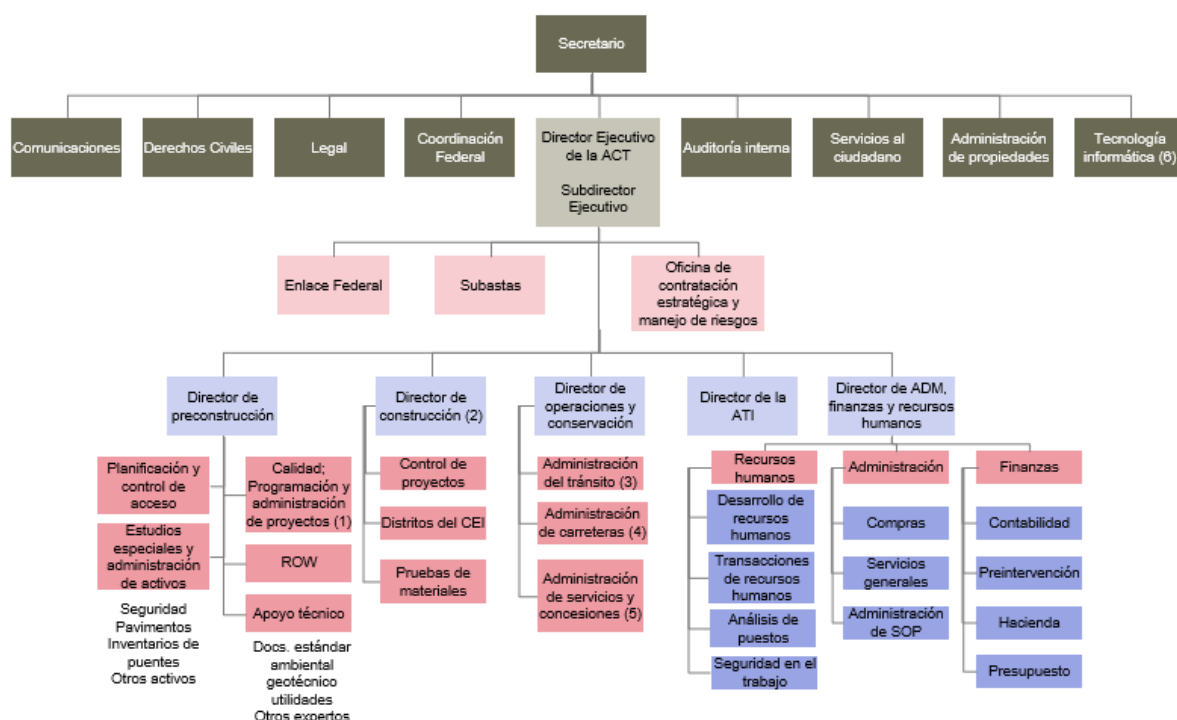 Secretario
Comunicaciones
Derechos Civiles
Legal
Coordinación
Federal
Director Ejecutivo
de la ACT
Subdirector
Ejecutivo
Auditoría interna
Servicios al
ciudadano
Administración
de propiedades
Tecnología
informática (6)
Enlace Federal
Subastas
Oficina de
contratación
estratégica y
manejo de riesgos
Director de
preconstrucción
Director de
construcción (2)
Director de
operaciones y
conservación
Director de la
ATI
Director de ADM,
finanzas y recursos
humanos
Planificación y
control de
acceso
Estudios
especiales y
administración
de activos
Seguridad
Pavimentos
Inventarios de
puentes
Otros activos
Calidad;
Programación y
administración
de proyectos (1)
ROW
Apoyo técnico
Docs. estándar
ambiental
geotécnico
utilidades
Otros expertos
Control de
proyectos
Distritos del CEI
Pruebas de
materiales
Administración
del tránsito (3)
Administración
de carreteras (4)
Administración
de servicios y
concesiones (5)
Recursos
humanos
Desarrollo de
recursos
humanos
Transacciones de
recursos
humanos
Análisis de
puestos
Seguridad en el
trabajo
Administración
Compras
Servicios
generales
Administración
de SOP
Finanzas
Contabilidad
Preintervención
Hacienda
Presupuesto